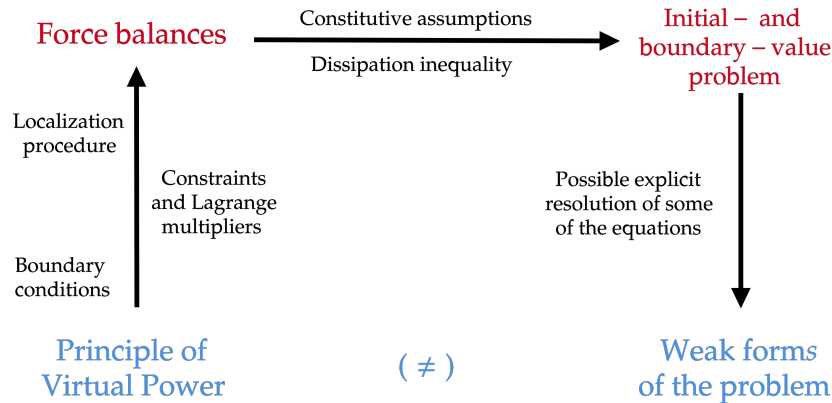 Force balances
Constitutive assumptions
Dissipation inequality
Initial – and
boundary – value
problem
Localization
procedure
Constraints
and Lagrange
multipliers
Boundary
conditions
Possible explicit
resolution of some
of the equations
Principle of
Virtual Power
( ≠ )
Weak forms
of the problem